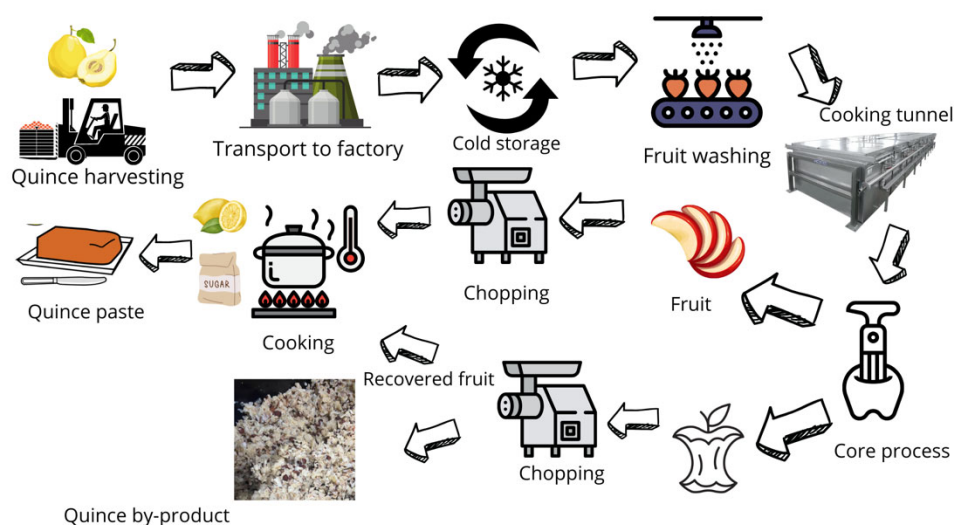 Quince harvesting
Transport to factory
Cold storage
Fruit washing
Cooking tunnel
Quince paste
SUGAR
Cooking
Chopping
Fruit
Recovered fruit
Chopping
Core process
Quince by-product